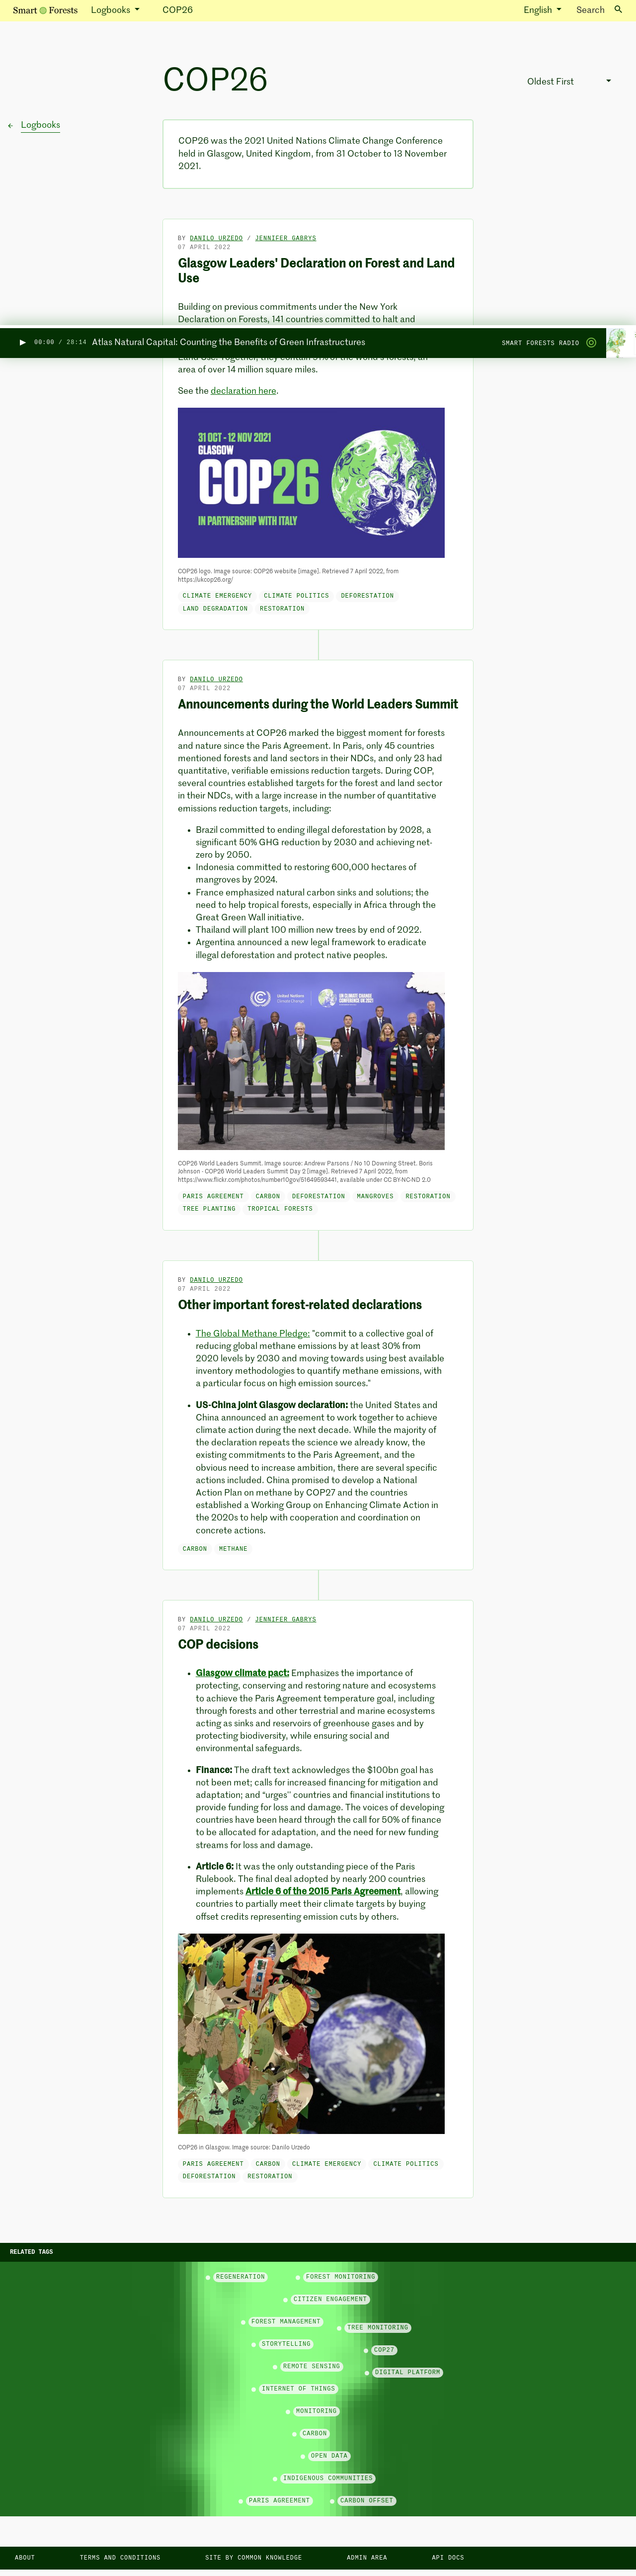 Smart Forests Logbooks COP26 English Search
COP26
Oldest First
← Logbooks
COP26 was the 2021 United Nations Climate Change Conference
held in Glasgow, United Kingdom, from 31 October to 13 November
2021.
BY DANILO URZEDO / JENNIFER GABRYS
07 APRIL 2022
Glasgow Leaders' Declaration on Forest and Land
Use
Building on previous commitments under the New York
Declaration on Forests, 141 countries committed to halt and
00:00 / 28:14 Atlas Natural Capital: Counting the Benefits of Green Infrastructures SMART FORESTS RADIO
area of over 14 million square miles.
See the declaration here.
31 OCT - 12 NOV 2021
GLASGOW
COP26
IN PARTNERSHIP WITH ITALY
COP26 logo. Image source: COP26 website [image]. Retrieved 7 April 2022, from
https://ukcop26.org/
CLIMATE EMERGENCY CLIMATE POLITICS DEFORESTATION
LAND DEGRADATION RESTORATION
BY DANILO URZEDO
07 APRIL 2022
Announcements during the World Leaders Summit
Announcements at COP26 marked the biggest moment for forests
and nature since the Paris Agreement. In Paris, only 45 countries
mentioned forests and land sectors in their NDCs, and only 23 had
quantitative, verifiable emissions reduction targets. During COP,
several countries established targets for the forest and land sector
in their NDCs, with a large increase in the number of quantitative
emissions reduction targets, including:
• Brazil committed to ending illegal deforestation by 2028, a
significant 50% GHG reduction by 2030 and achieving net-
zero by 2050.
• Indonesia committed to restoring 600,000 hectares of
mangroves by 2024.
• France emphasized natural carbon sinks and solutions; the
need to help tropical forests, especially in Africa through the
Great Green Wall initiative.
• Thailand will plant 100 million new trees by end of 2022.
• Argentina announced a new legal framework to eradicate
illegal deforestation and protect native peoples.
COP26 World Leaders Summit. Image source: Andrew Parsons / No 10 Downing Street. Boris
Johnson - COP26 World Leaders Summit Day 2 [image]. Retrieved 7 April 2022, from
https://www.flickr.com/photos/number10gov/51649593441, available under CC BY-NC-ND 2.0
PARIS AGREEMENT CARBON DEFORESTATION MANGROVES RESTORATION
TREE PLANTING TROPICAL FORESTS
BY DANILO URZEDO
07 APRIL 2022
Other important forest-related declarations
• The Global Methane Pledge: "commit to a collective goal of
reducing global methane emissions by at least 30% from
2020 levels by 2030 and moving towards using best available
inventory methodologies to quantify methane emissions, with
a particular focus on high emission sources."
• US-China joint Glasgow declaration: the United States and
China announced an agreement to work together to achieve
climate action during the next decade. While the majority of
the declaration repeats the science we already know, the
existing commitments to the Paris Agreement, and the
obvious need to increase ambition, there are several specific
actions included. China promised to develop a National
Action Plan on methane by COP27 and the countries
established a Working Group on Enhancing Climate Action in
the 2020s to help with cooperation and coordination on
concrete actions.
CARBON METHANE
BY DANILO URZEDO / JENNIFER GABRYS
07 APRIL 2022
COP decisions
• Glasgow climate pact: Emphasizes the importance of
protecting, conserving and restoring nature and ecosystems
to achieve the Paris Agreement temperature goal, including
through forests and other terrestrial and marine ecosystems
acting as sinks and reservoirs of greenhouse gases and by
protecting biodiversity, while ensuring social and
environmental safeguards.
• Finance: The draft text acknowledges the $100bn goal has
not been met; calls for increased financing for mitigation and
adaptation; and "urges" countries and financial institutions to
provide funding for loss and damage. The voices of developing
countries have been heard through the call for 50% of finance
to be allocated for adaptation, and the need for new funding
streams for loss and damage.
• Article 6: It was the only outstanding piece of the Paris
Rulebook. The final deal adopted by nearly 200 countries
implements Article 6 of the 2015 Paris Agreement, allowing
countries to partially meet their climate targets by buying
offset credits representing emission cuts by others.
COP26 in Glasgow. Image source: Danilo Urzedo
PARIS AGREEMENT CARBON CLIMATE EMERGENCY CLIMATE POLITICS
DEFORESTATION RESTORATION
RELATED TAGS
REGENERATION FOREST MONITORING
CITIZEN ENGAGEMENT
FOREST MANAGEMENT
TREE MONITORING
STORYTELLING
COP27
REMOTE SENSING
DIGITAL PLATFORM
INTERNET OF THINGS
MONITORING
CARBON
OPEN DATA
INDIGENOUS COMMUNITIES
PARIS AGREEMENT CARBON OFFSET
ABOUT TERMS AND CONDITIONS SITE BY COMMON KNOWLEDGE ADMIN AREA API DOCS